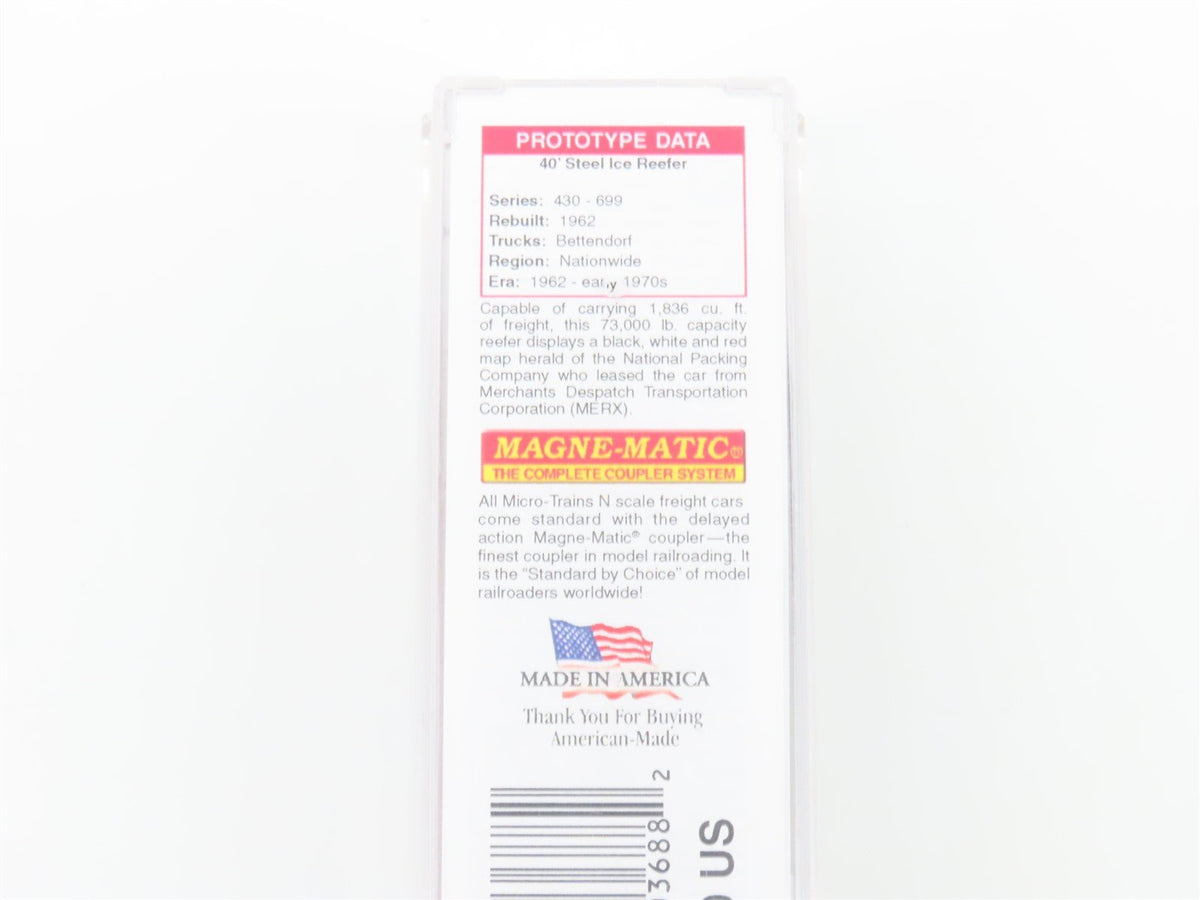 PROTOTYPE DATA
40' Steel Ice Reefer
Series: 430 - 699
Rebuilt: 1962
Trucks: Bettendorf
Region: Nationwide
Era: 1962 - early 1970s
Capable of carrying 1,836 cu. ft.
of freight, this 73,000 lb. capacity
reefer displays a black, white and red
map herald of the National Packing
Company who leased the car from
Merchants Despatch Transportation
Corporation (MERX).
MAGNE-MATIC®
THE COMPLETE COUPLER SYSTEM
All Micro-Trains N scale freight cars
come standard with the delayed
action Magne-Matic® coupler—the
finest coupler in model railroading. It
is the "Standard by Choice" of model
railroaders worldwide!
MADE IN AMERICA
Thank You For Buying
American-Made
3688 2
US